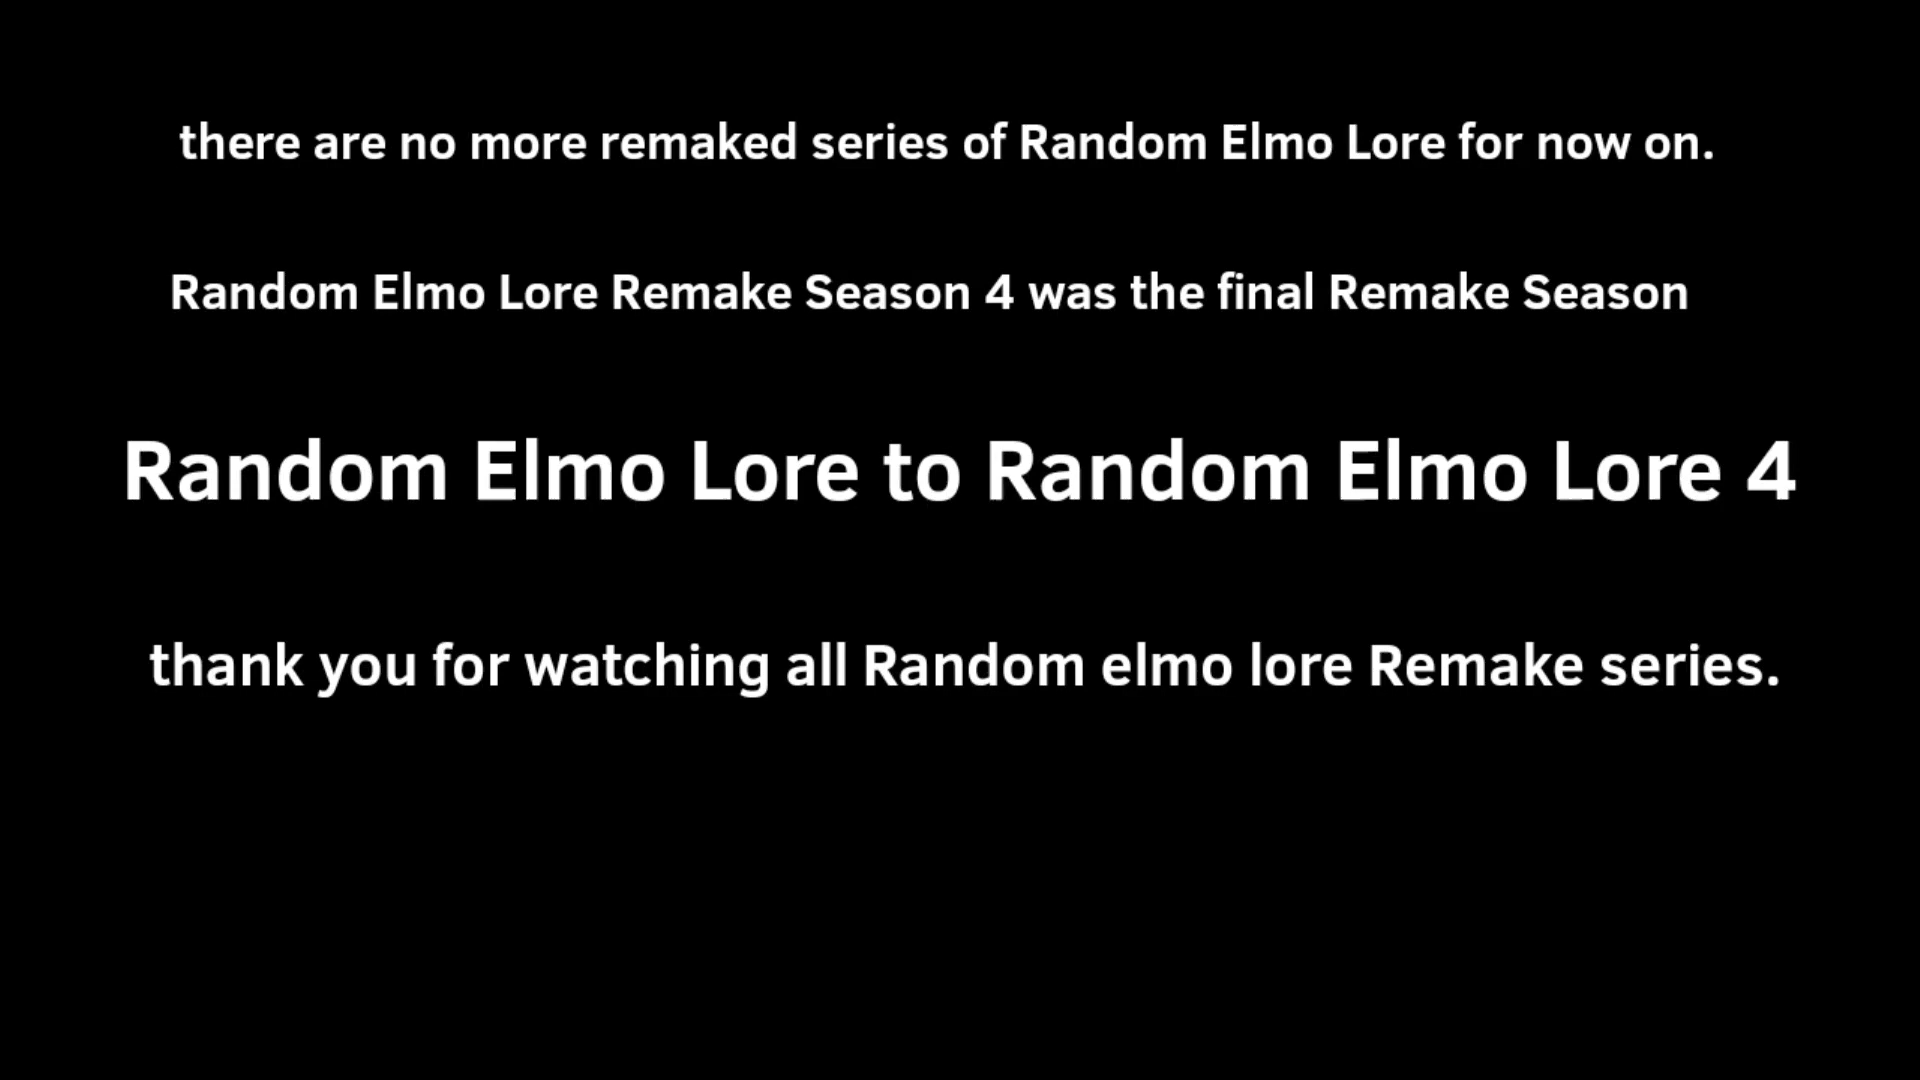 there are no more remaked series of Random Elmo Lore for now on.
Random Elmo Lore Remake Season 4 was the final Remake Season
Random Elmo Lore to Random Elmo Lore 4
thank you for watching all Random elmo lore Remake series.